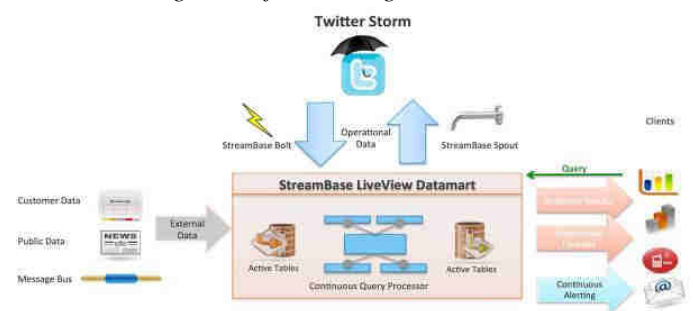 Twitter Storm
StreamBase Bolt
Operational
Data
StreamBase Spout
Clients
Query
StreamBase LiveView Datamart
Customer Data
Public Data
NEWS
Message Bus
External
Data
Active Tables
Continuous Query Processor
Active Tables
Continuous
Alerting
@